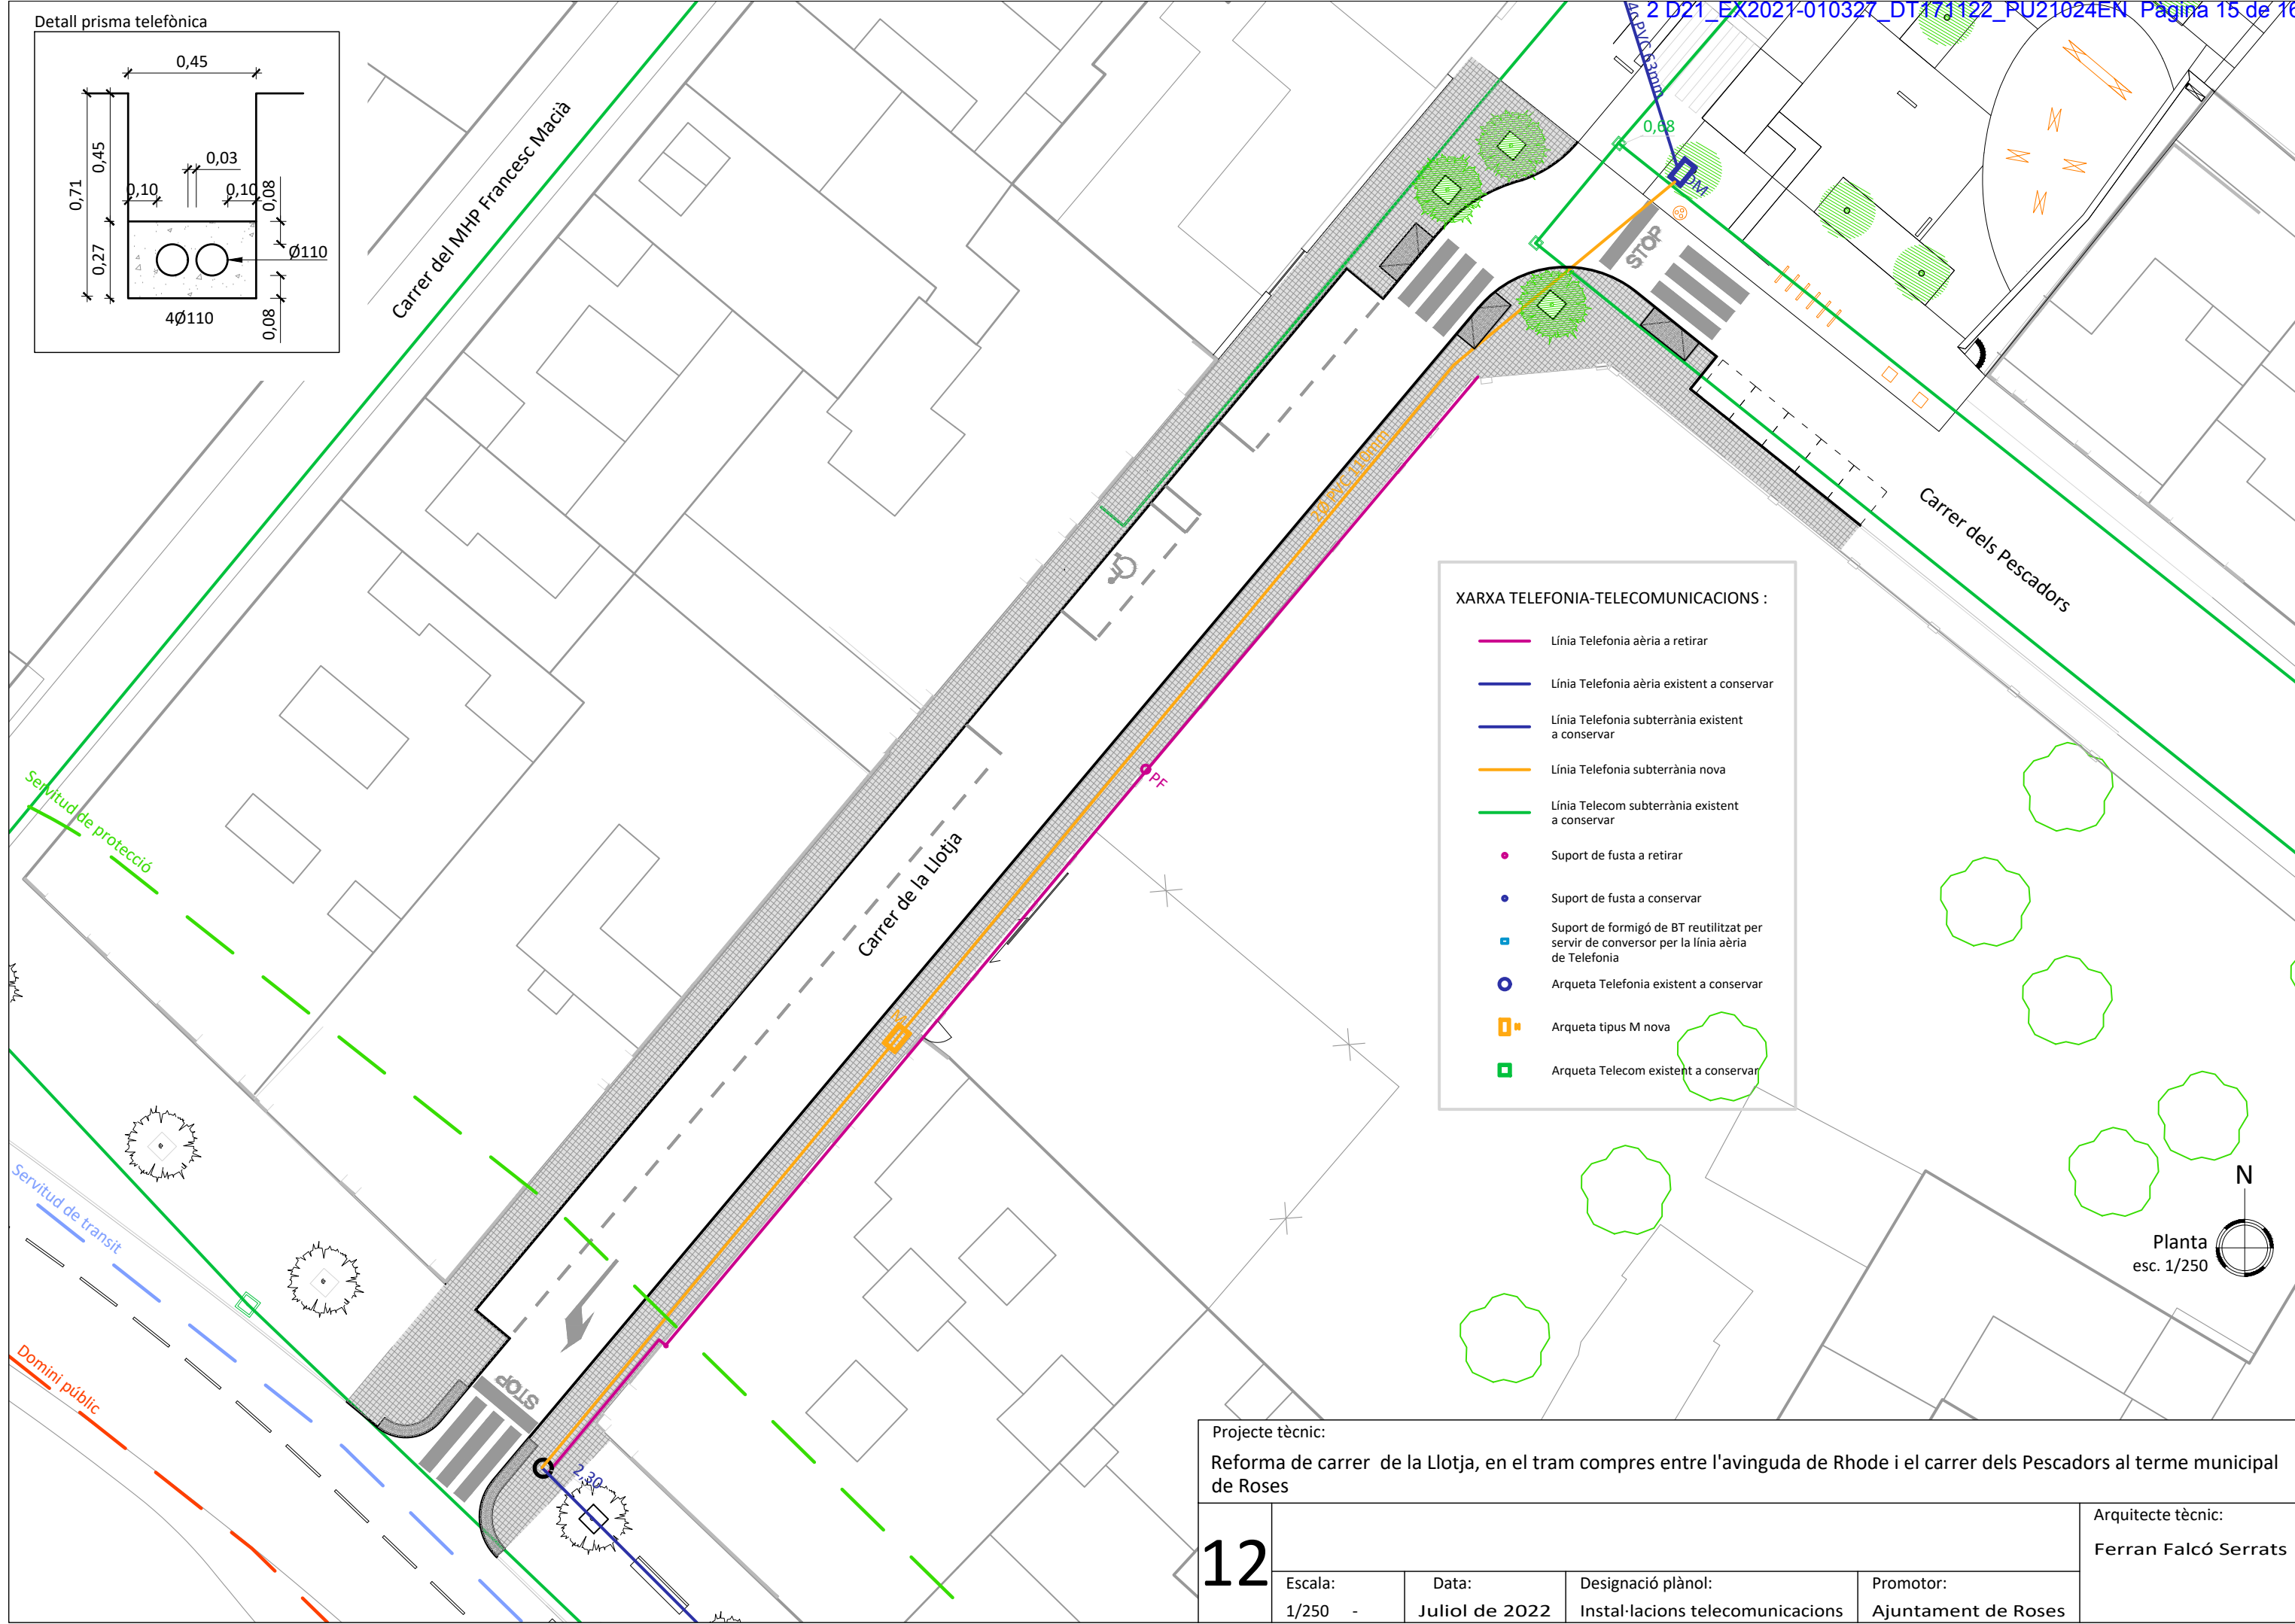 2 D21_EX2021-010327_DT171122_PU21024EN Pàgina 15 de 16
Detall prisma telefònica
0,45
0,71
0,45
0,03
0,10
0,10
0,08
0,27
Ø110
4Ø110
0,08
Carrer del MHP Francesc Macià
4c PVC 63mm
0,68
DM
STOP
2Ø PVC 110mm
Carrer dels Pescadors
XARXA TELEFONIA-TELECOMUNICACIONS :
Línia Telefonia aèria a retirar
Línia Telefonia aèria existent a conservar
Línia Telefonia subterrània existent
a conservar
Línia Telefonia subterrània nova
Línia Telecom subterrània existent
a conservar
Suport de fusta a retirar
Suport de fusta a conservar
Suport de formigó de BT reutilitzat per
servir de conversor per la línia aèria
de Telefonia
Arqueta Telefonia existent a conservar
Arqueta tipus M nova
Arqueta Telecom existent a conservar
PF
Carrer de la Llotja
M
Servitud de protecció
Servitud de transit
Domini públic
STOP
2,30
N
Planta
esc. 1/250
Projecte tècnic:
Reforma de carrer de la Llotja, en el tram compres entre l'avinguda de Rhode i el carrer dels Pescadors al terme municipal
de Roses
12
Arquitecte tècnic:
Ferran Falcó Serrats
Escala:
1/250 -
Data:
Juliol de 2022
Designació plànol:
Instal·lacions telecomunicacions
Promotor:
Ajuntament de Roses